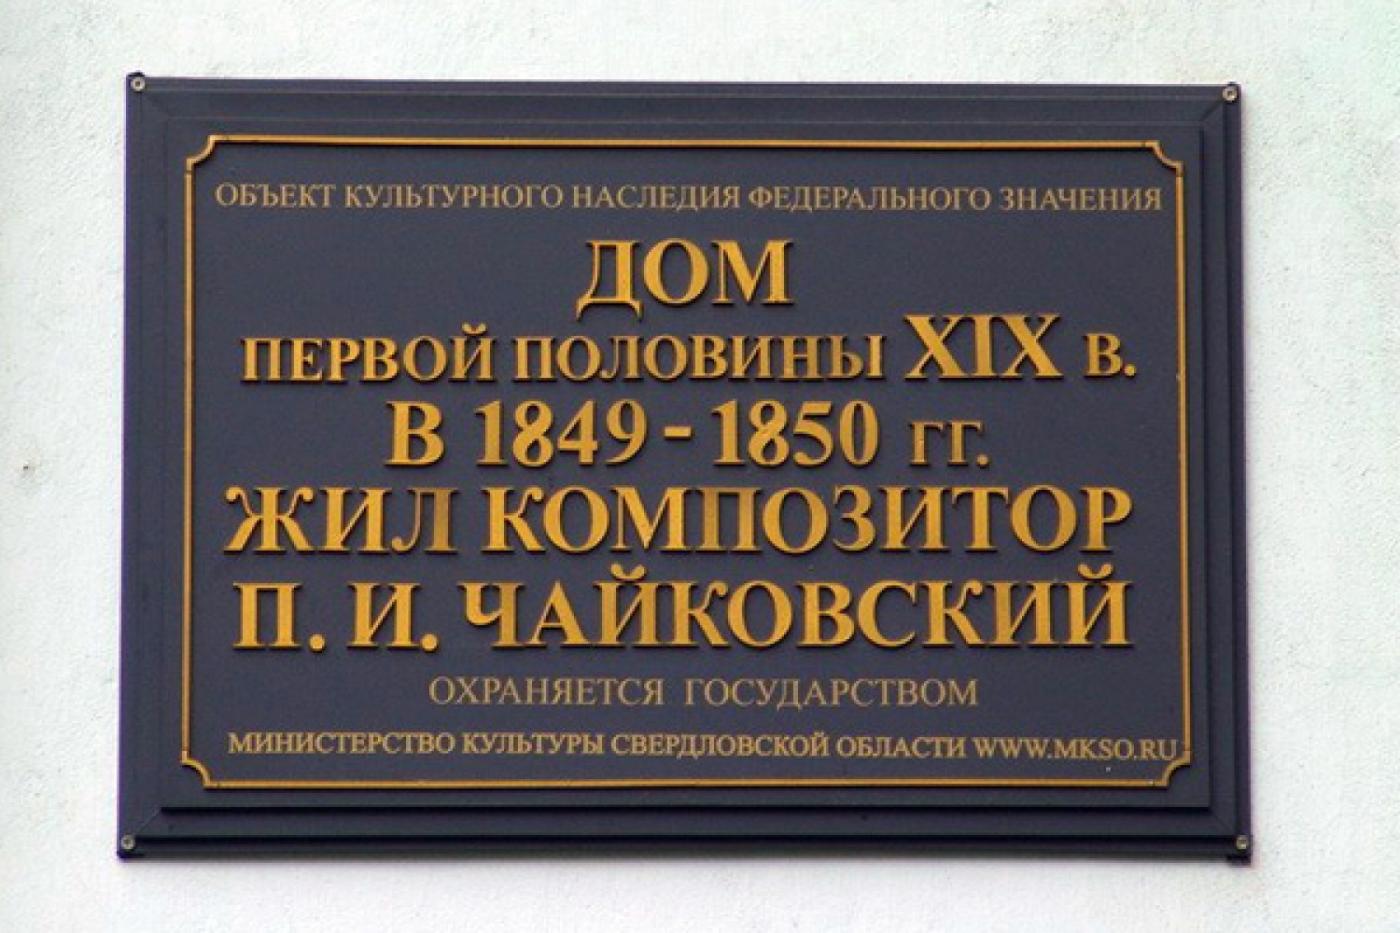 ОБЪЕКТ КУЛЬТУРНОГО НАСЛЕДИЯ ФЕДЕРАЛЬНОГО ЗНАЧЕНИЯ
ДОМ
ПЕРВОЙ ПОЛОВИНЫ XIX В.
В 1849-1850 ГГ.
ЖИЛ КОМПОЗИТОР
П. И. ЧАЙКОВСКИЙ
ОХРАНЯЕТСЯ ГОСУДАРСТВОМ
МИНИСТЕРСТВО КУЛЬТУРЫ СВЕРДЛОВСКОЙ ОБЛАСТИ WWW.MKSO.RU